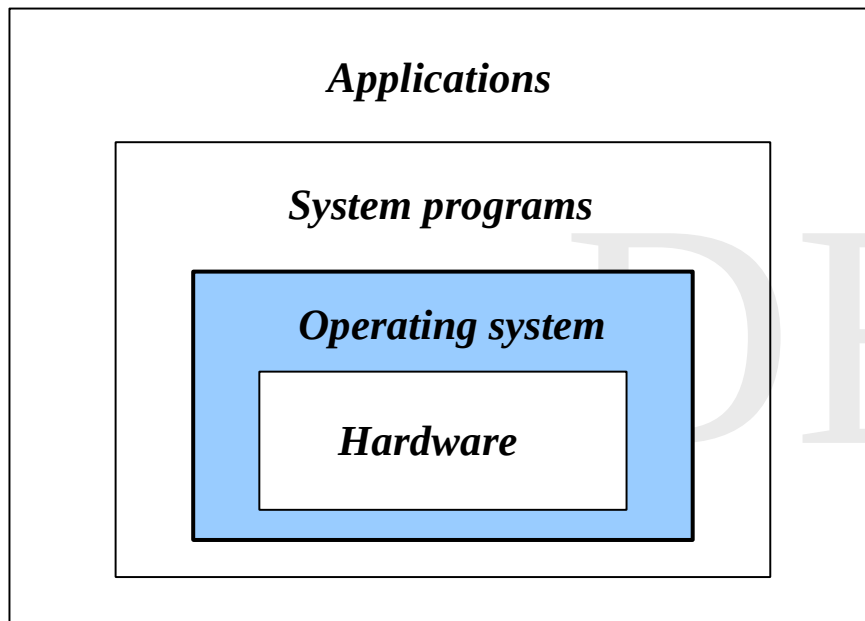 Applications
System programs
Operating system
Hardware